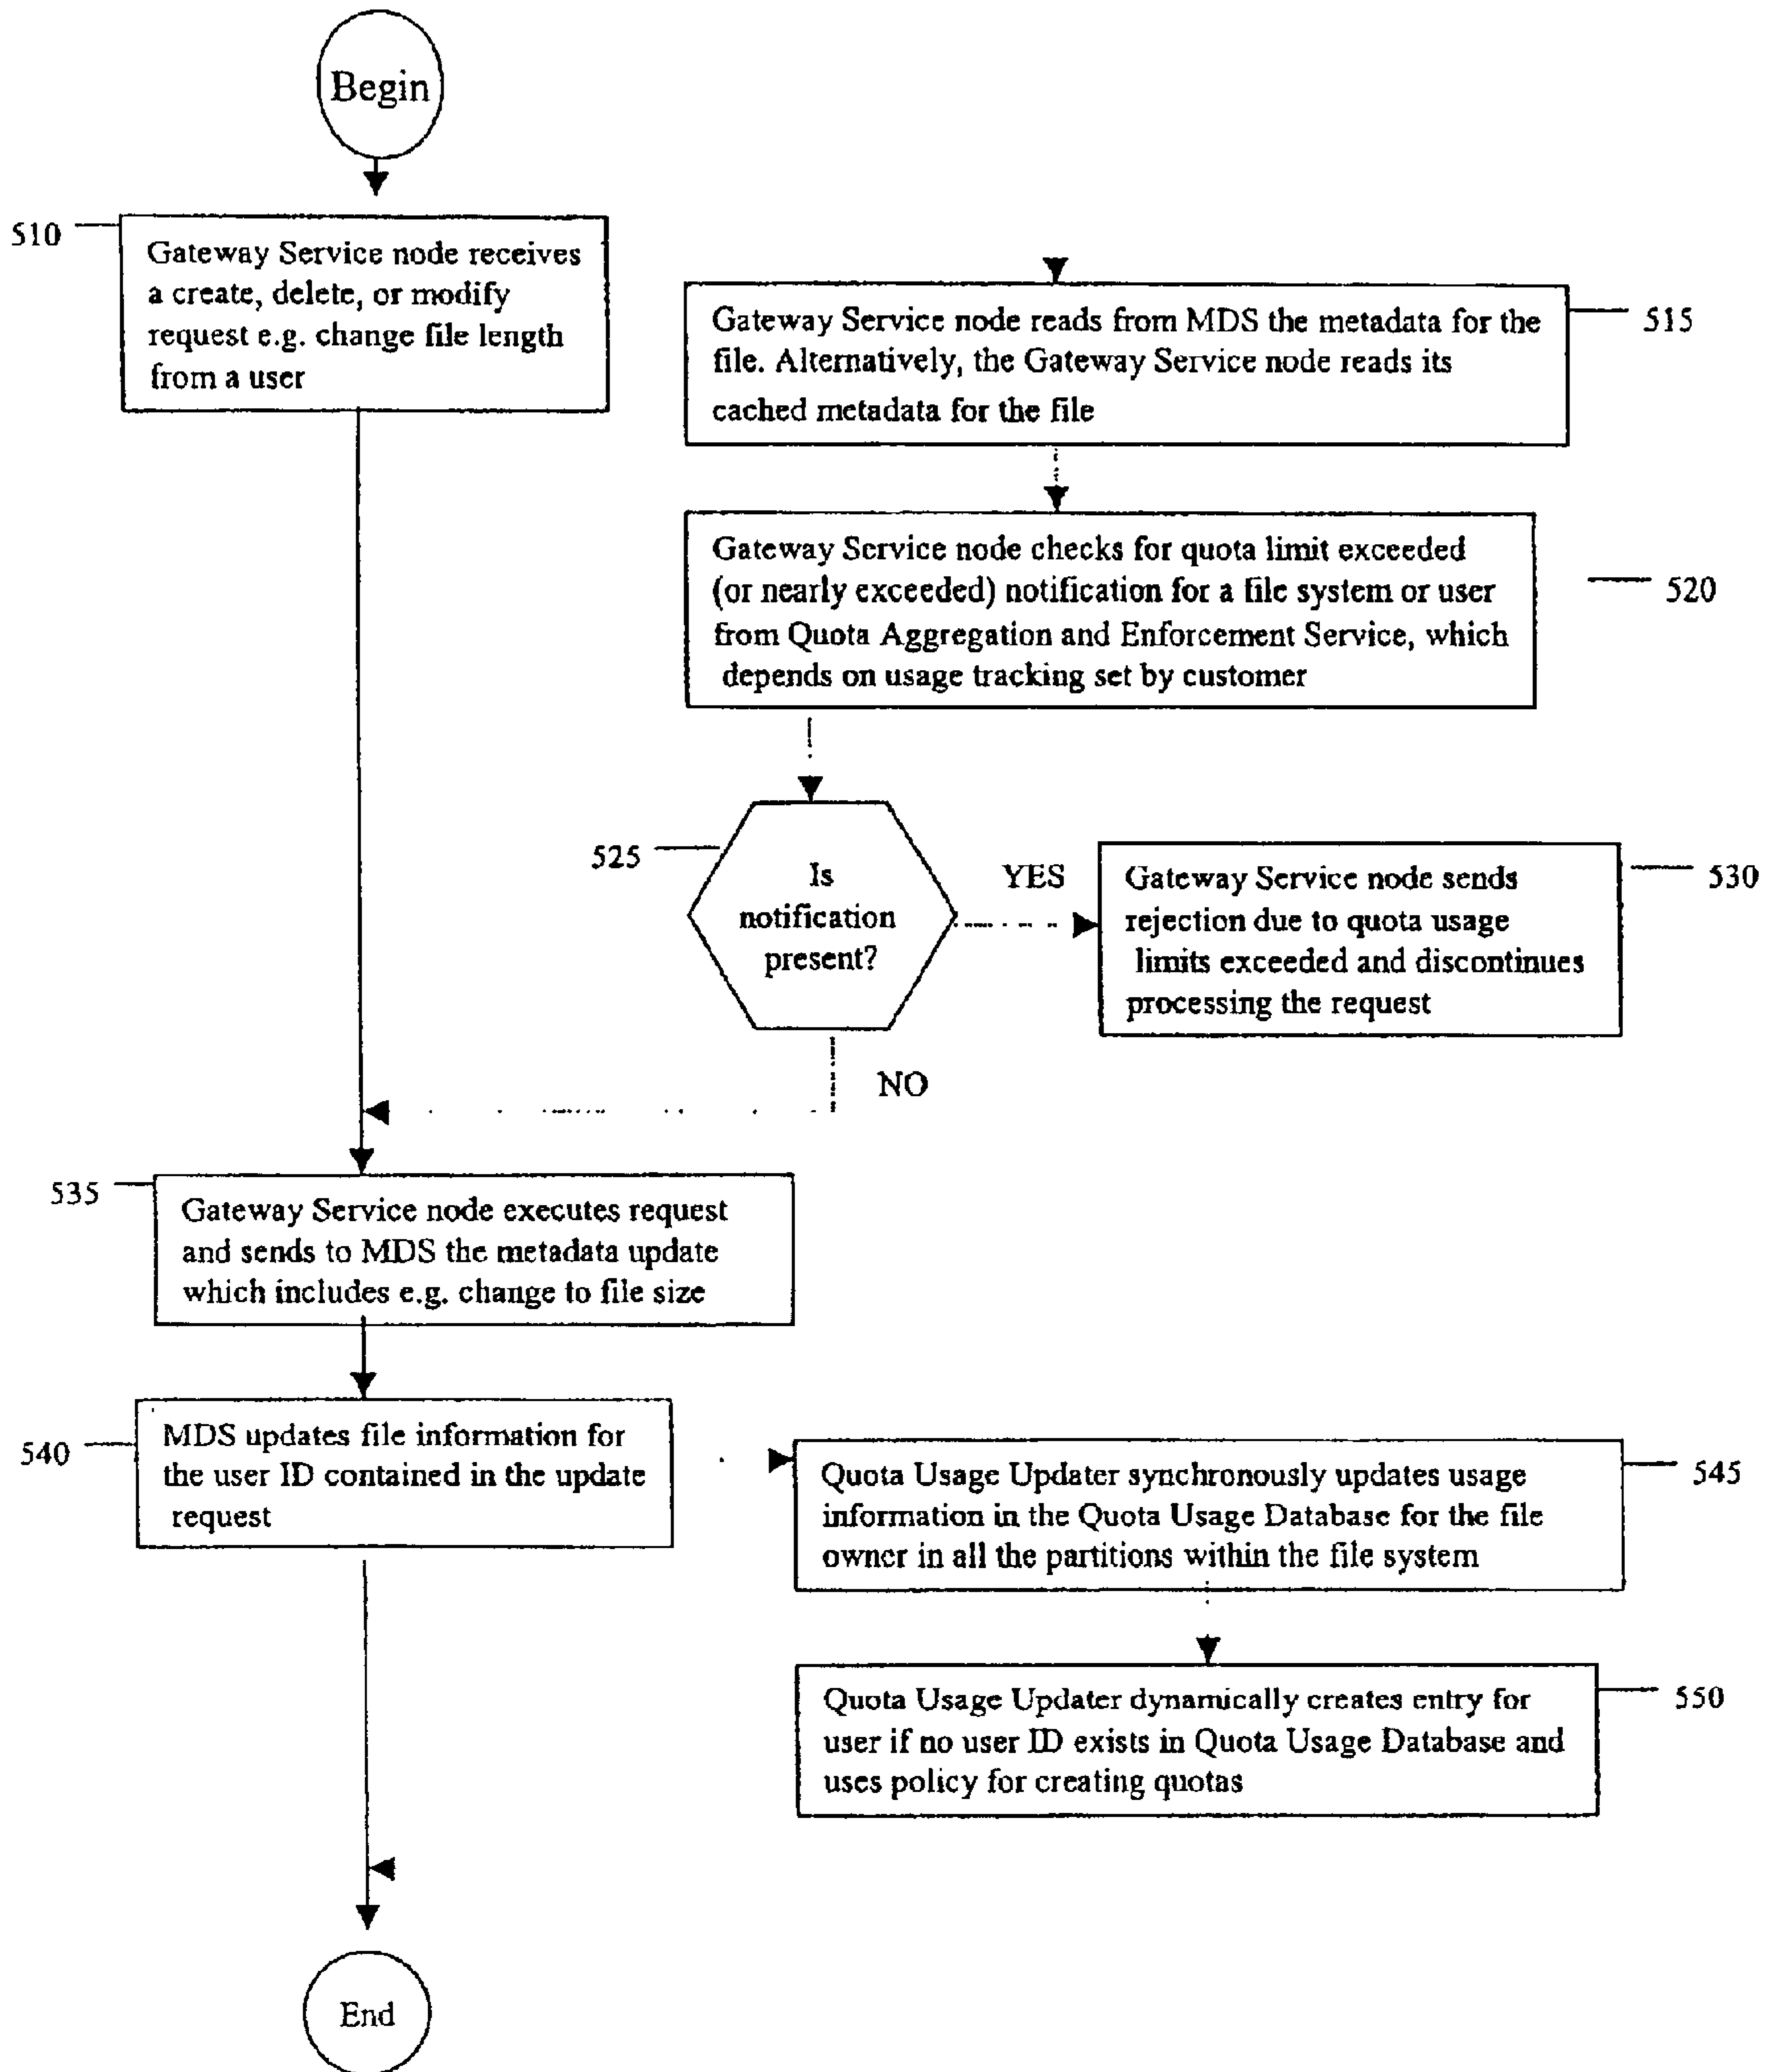 Begin
510
Gateway Service node receives
a create, delete, or modify
request e.g. change file length
from a user
Gateway Service node reads from MDS the metadata for the
file. Alternatively, the Gateway Service node reads its
cached metadata for the file
515
Gateway Service node checks for quota limit exceeded
(or nearly exceeded) notification for a file system or user
from Quota Aggregation and Enforcement Service, which
depends on usage tracking set by customer
520
525
Is
notification
present?
YES
Gateway Service node sends
rejection due to quota usage
limits exceeded and discontinues
processing the request
530
NO
535
Gateway Service node executes request
and sends to MDS the metadata update
which includes e.g. change to file size
540
MDS updates file information for
the user ID contained in the update
request
Quota Usage Updater synchronously updates usage
information in the Quota Usage Database for the file
owner in all the partitions within the file system
545
Quota Usage Updater dynamically creates entry for
user if no user ID exists in Quota Usage Database and
uses policy for creating quotas
550
End